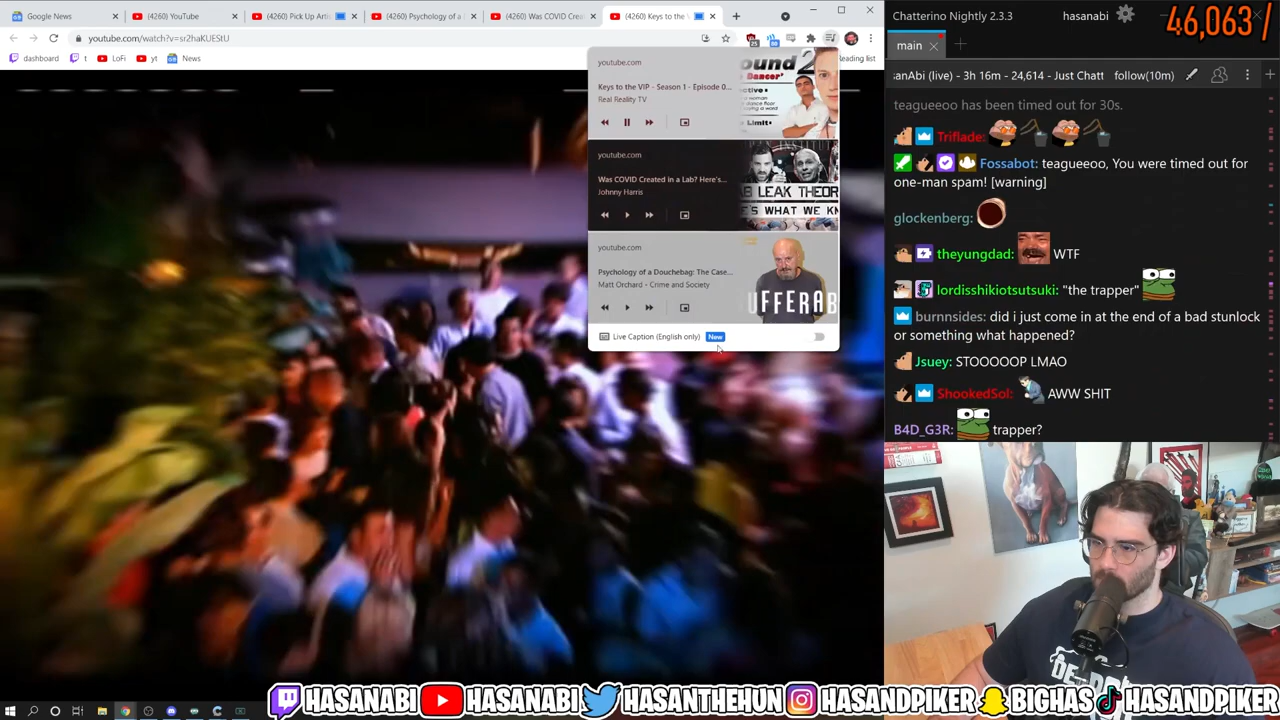 Google News
(4260) YouTube
(4260) Pick Up Arti
(4260) Psychology of a
(4260) Was COVID Crea
(4260) Keys to the V
youtube.com/watch?v=sr2haKUEStU
dashboard
t
LoFi
yt
News
Reading list
youtube.com
Keys to the VIP - Season 1 - Episode 0...
Real Reality TV
youtube.com
Was COVID Created in a Lab? Here's...
Johnny Harris
LEAK THEOR
E'S WHAT WE KN
youtube.com
Psychology of a Douchebag: The Case...
Matt Orchard - Crime and Society
UFFERAB
Live Caption (English only)
New
Chatterino Nightly 2.3.3
hasanabi
46,063 /
main
anAbi (live) - 3h 16m - 24,614 - Just Chatt
follow(10m)
teagueeoo has been timed out for 30s.
Triflade:
Fossabot: teagueeoo, You were timed out for
one-man spam! [warning]
glockenberg:
theyungdad: WTF
lordisshikiotsutsuki: "the trapper"
burnnsides: did i just come in at the end of a bad stunlock
or something what happened?
Jsuey: STOOOOOP LMAO
ShookedSol: AWW SHIT
B4D_G3R: trapper?
HASANABI
HASANABI
HASANTHEHUN
HASANDPIKER
BIGHAS
HASANDPIKER